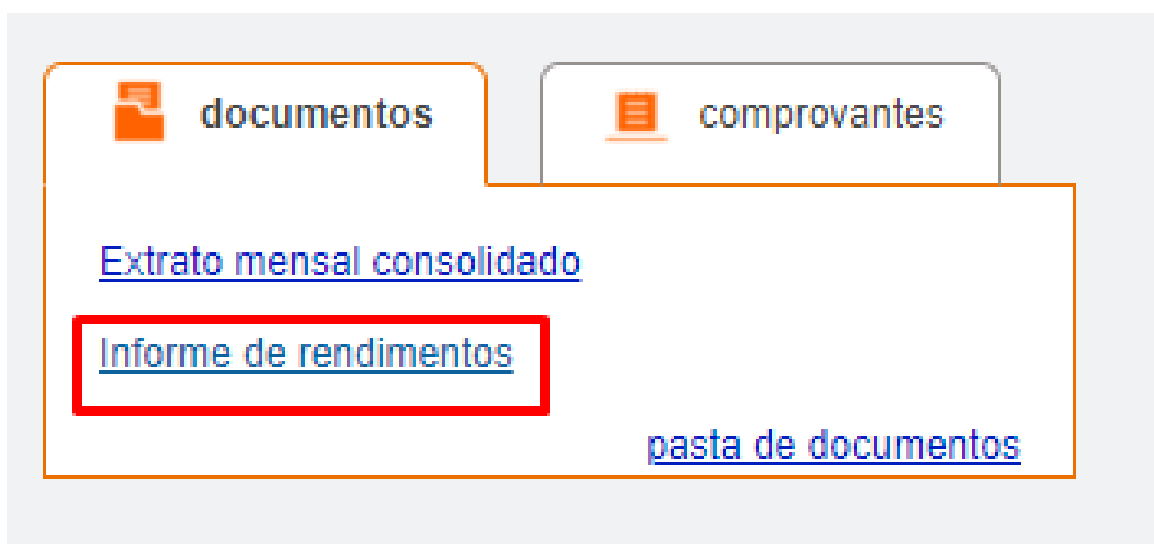 documentos
comprovantes
Extrato mensal consolidado
Informe de rendimentos
pasta de documentos